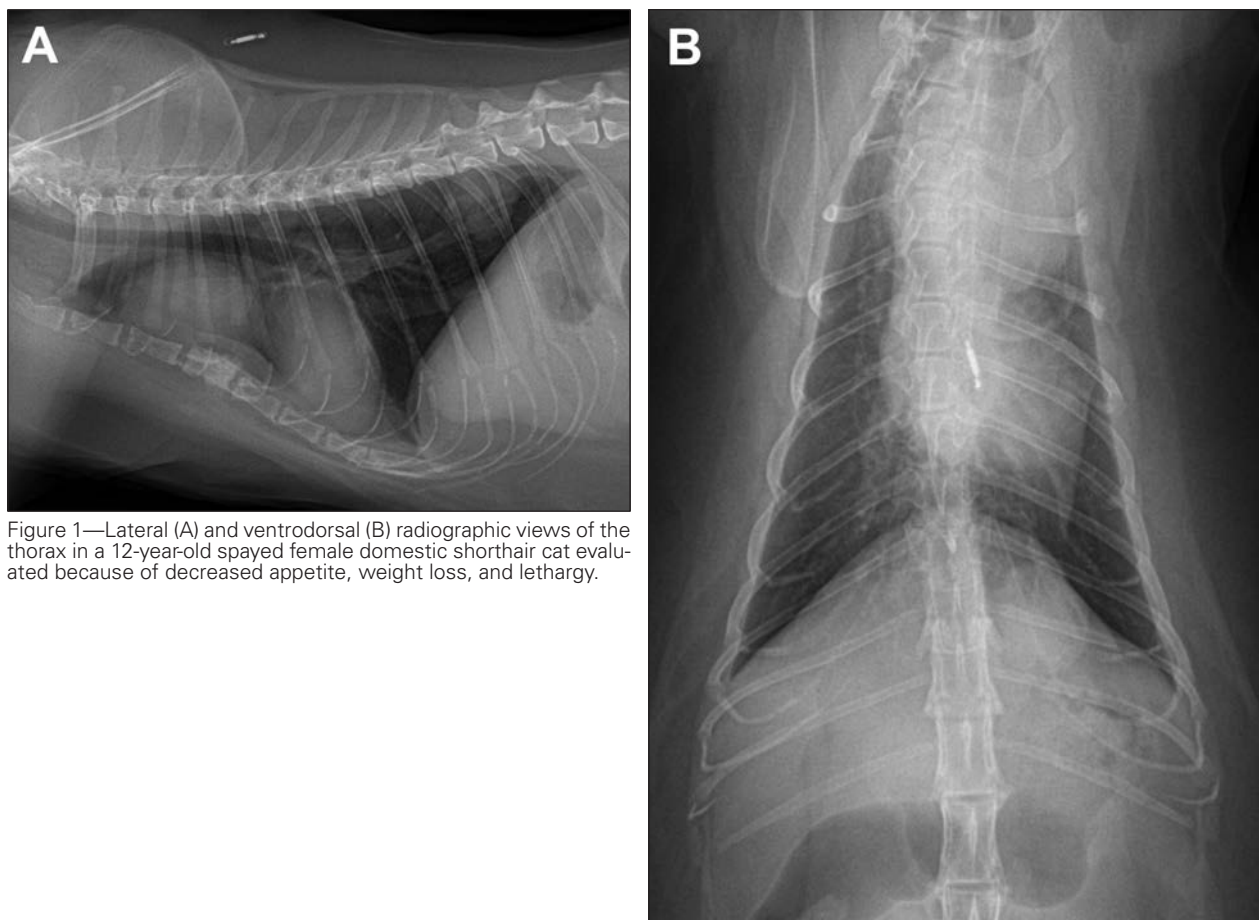 A
B
Figure 1—Lateral (A) and ventrodorsal (B) radiographic views of the
thorax in a 12-year-old spayed female domestic shorthair cat evalu-
ated because of decreased appetite, weight loss, and lethargy.